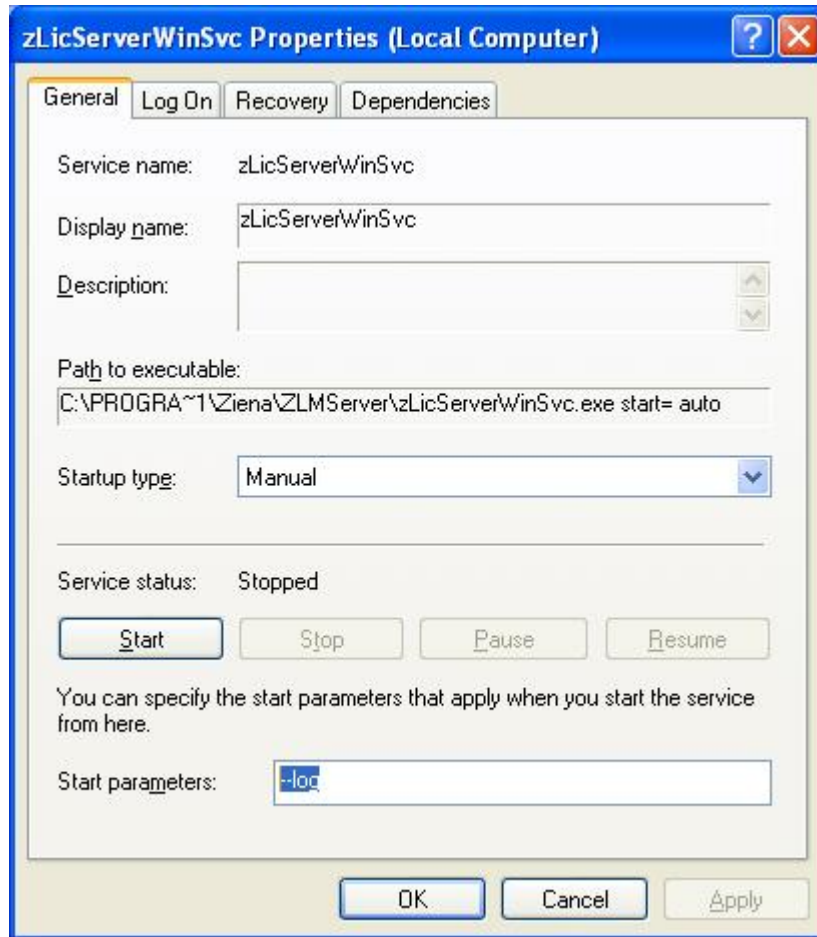 zLicServerWinSvc Properties (Local Computer)
General Log On Recovery Dependencies
Service name: zLicServerWinSvc
Display name: zLicServerWinSvc
Description:
Path to executable:
C:\PROGRA~1\Ziena\ZLMServer\zLicServerWinSvc.exe start= auto
Startup type: Manual
Service status: Stopped
Start Stop Pause Resume
You can specify the start parameters that apply when you start the service
from here.
Start parameters: --log
OK Cancel Apply